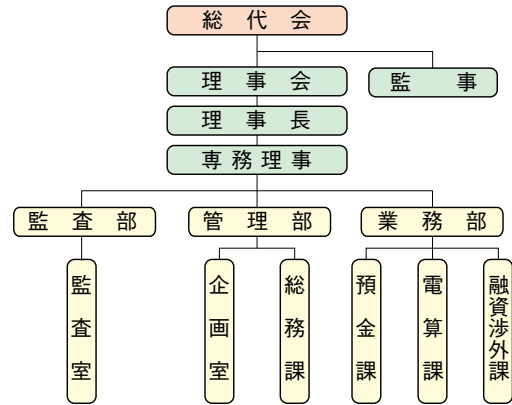 総代会
理事会
監事
理事長
専務理事
監査部
管理部
業務部
監査室
企画室
総務課
預金課
電算課
融資渉外課